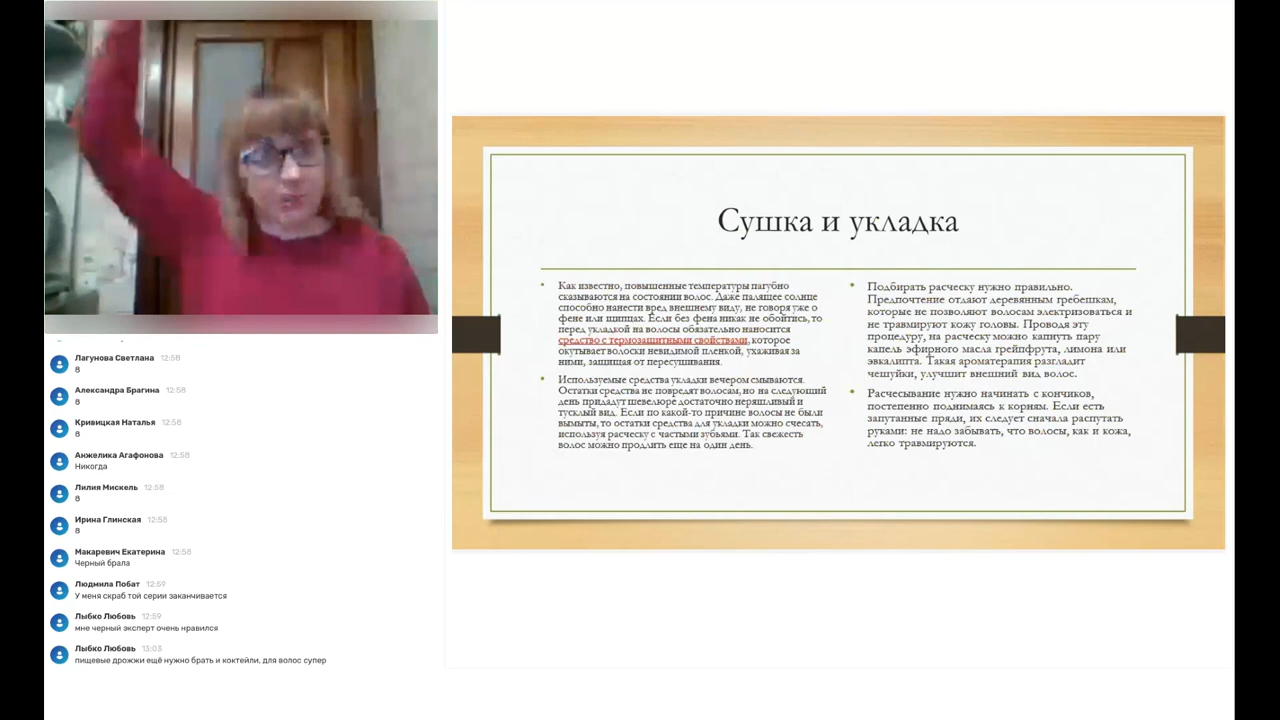 Лагунова Светлана 12:58
8
Александра Брагина 12:58
8
Кривицкая Наталья 12:58
8
Анжелика Агафонова 12:58
Никогда
Лилия Мискель 12:58
8
Ирина Глинская 12:58
8
Макаревич Екатерина 12:58
Черный брала
Людмила Побат 12:59
У меня скраб той серии заканчивается
Лыбко Любовь 12:59
мне черный эксперт очень нравился
Лыбко Любовь 13:03
пищевые дрожжи ещё нужно брать и коктейли, для волос супер
Сушка и укладка
• Как известно, повышенные температуры пагубно
сказываются на состоянии волос. Даже палящее солнце
способно нанести вред внешнему виду, не говоря уже о
фене или щипцах. Если без фена никак не обойтись, то
перед укладкой на волосы обязательно наносится
средство с термозащитными свойствами, которое
окутывает волоски невидимой пленкой, ухаживая за
ними, защищая от пересушивания.
• Используемые средства укладки вечером смываются.
Остатки средства не повредят волосам, но на следующий
день придадут шевелюре достаточно неряшливый и
тусклый вид. Если по какой-то причине волосы не были
вымыты, то остатки средства для укладки можно счесать,
используя расческу с частыми зубьями. Так свежесть
волос можно продлить еще на один день.
• Подбирать расческу нужно правильно.
Предпочтение отдают деревянным гребешкам,
которые не позволяют волосам электризоваться и
не травмируют кожу головы. Проводя эту
процедуру, на расческу можно капнуть пару
капель эфирного масла грейпфрута, лимона или
эвкалипта. Такая ароматерапия разгладит
чешуйки, улучшит внешний вид волос.
• Расчесывание нужно начинать с кончиков,
постепенно поднимаясь к корням. Если есть
запутанные пряди, их следует сначала распутать
руками: не надо забывать, что волосы, как и кожа,
легко травмируются.